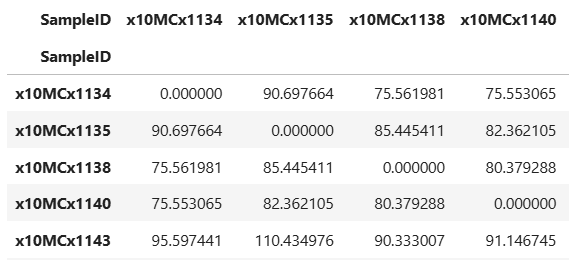 SampleID x10MCx1134 x10MCx1135 x10MCx1138 x10MCx1140
SampleID
x10MCx1134 0.000000 90.697664 75.561981 75.553065
x10MCx1135 90.697664 0.000000 85.445411 82.362105
x10MCx1138 75.561981 85.445411 0.000000 80.379288
x10MCx1140 75.553065 82.362105 80.379288 0.000000
x10MCx1143 95.597441 110.434976 90.333007 91.146745